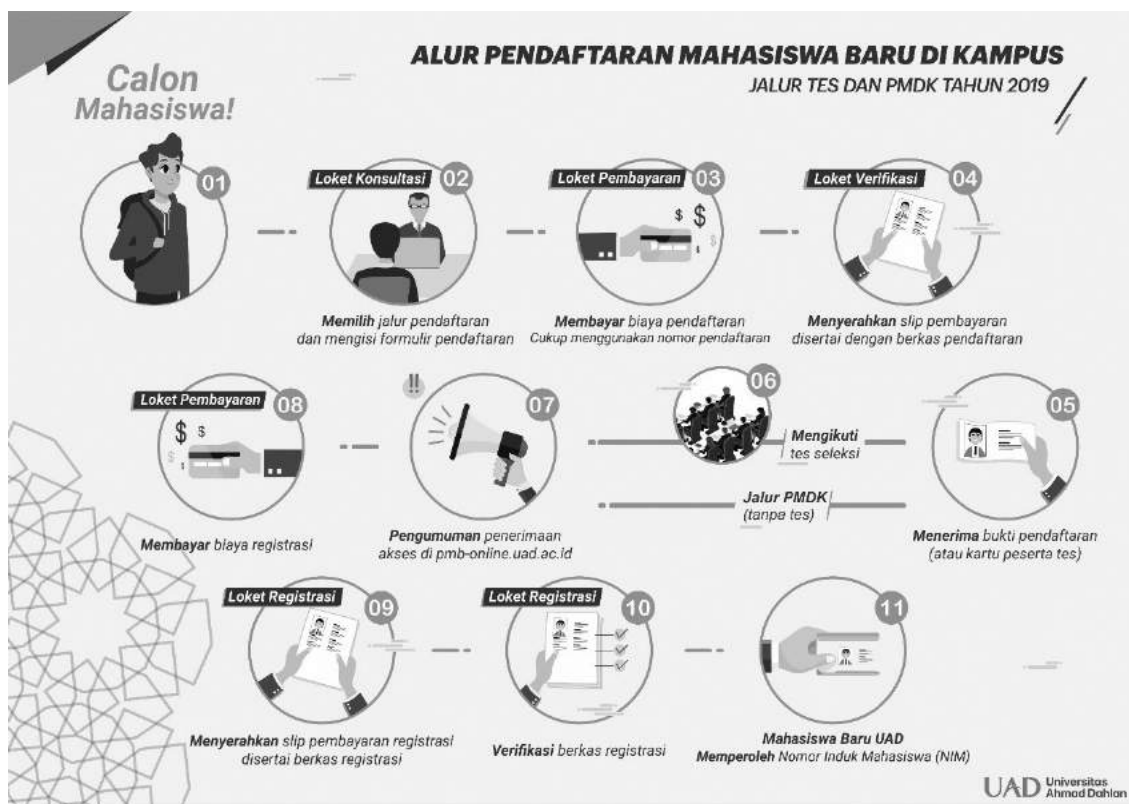 ALUR PENDAFTARAN MAHASISWA BARU DI KAMPUS
JALUR TES DAN PMDK TAHUN 2019
Calon
Mahasiswa!
01
Loket Konsultasi
02
Memilih jalur pendaftaran
dan mengisi formulir pendaftaran
Loket Pembayaran
03
$ $ $
Membayar biaya pendaftaran
Cukup menggunakan nomor pendaftaran
Loket Verifikasi
04
Menyerahkan slip pembayaran
disertai dengan berkas pendaftaran
05
Menerima bukti pendaftaran
(atau kartu peserta tes)
06
Mengikuti
tes seleksi
Jalur PMDK
(tanpa tes)
!!
07
Pengumuman penerimaan
akses di pmb-online.uad.ac.id
Loket Pembayaran
08
$ $
$
Membayar biaya registrasi
Loket Registrasi
09
Menyerahkan slip pembayaran registrasi
disertai berkas registrasi
Loket Registrasi
10
Verifikasi berkas registrasi
11
Mahasiswa Baru UAD
Memperoleh Nomor Induk Mahasiswa (NIM)
UAD Universitas
Ahmad Dahlan